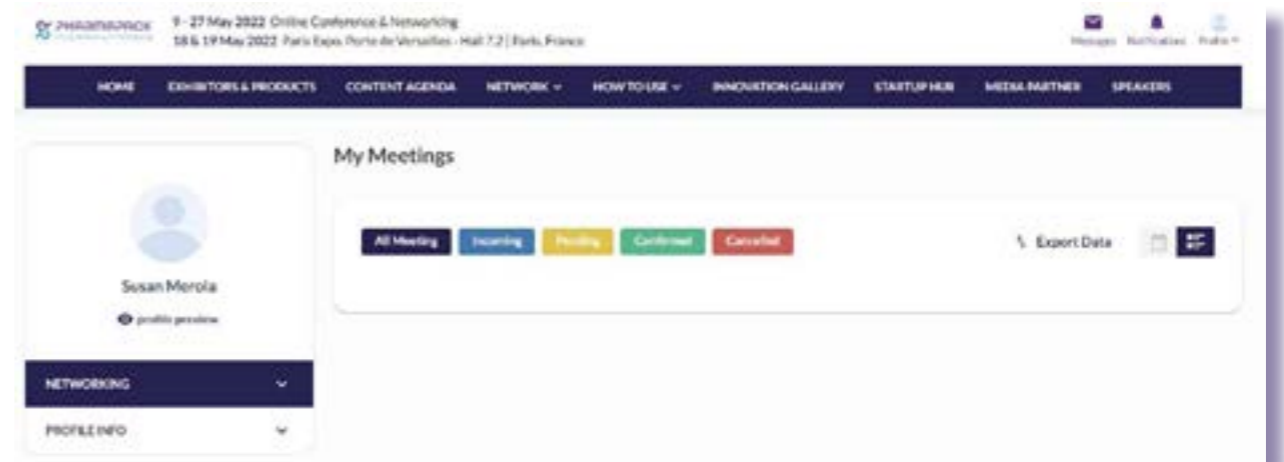 PHARMAPACK
9 - 27 May 2022 Online Conference & Networking
18 & 19 May 2022 Paris Expo, Porte de Versailles - Hall 7.2 | Paris, France
Messages Notifications Profile
HOME EXHIBITORS & PRODUCTS CONTENT AGENDA NETWORK HOW TO USE INNOVATION GALLERY STARTUP HUB MEDIA PARTNER SPEAKERS
My Meetings
All Meeting Incoming Pending Confirmed Cancelled
Export Data
Susan Merola
profile preview
NETWORKING
PROFILE INFO